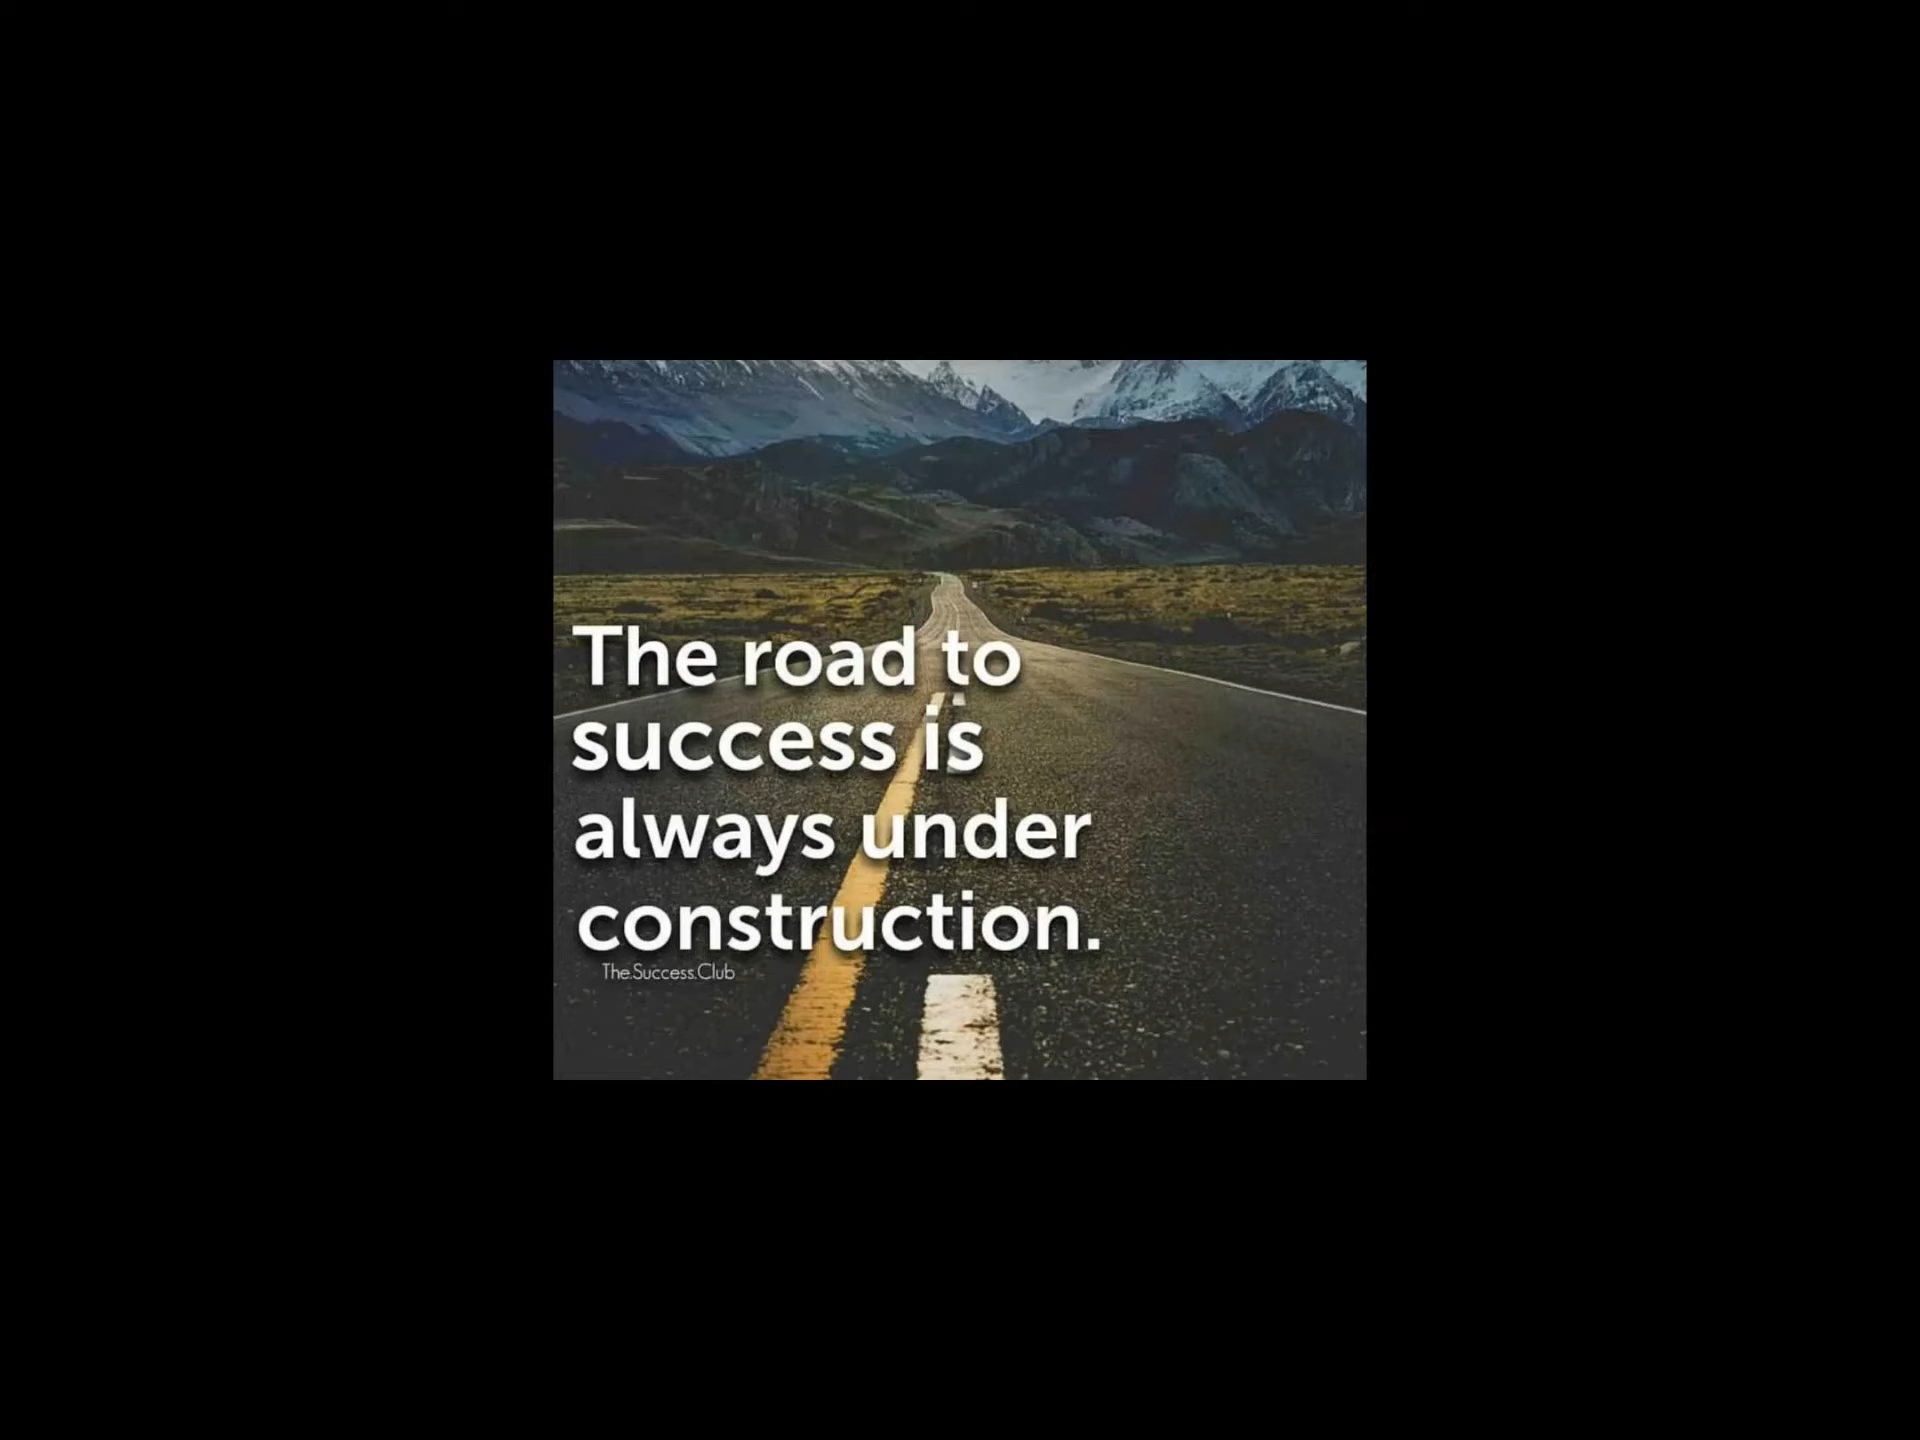 The road to
success is
always under
construction.
The.Success.Club